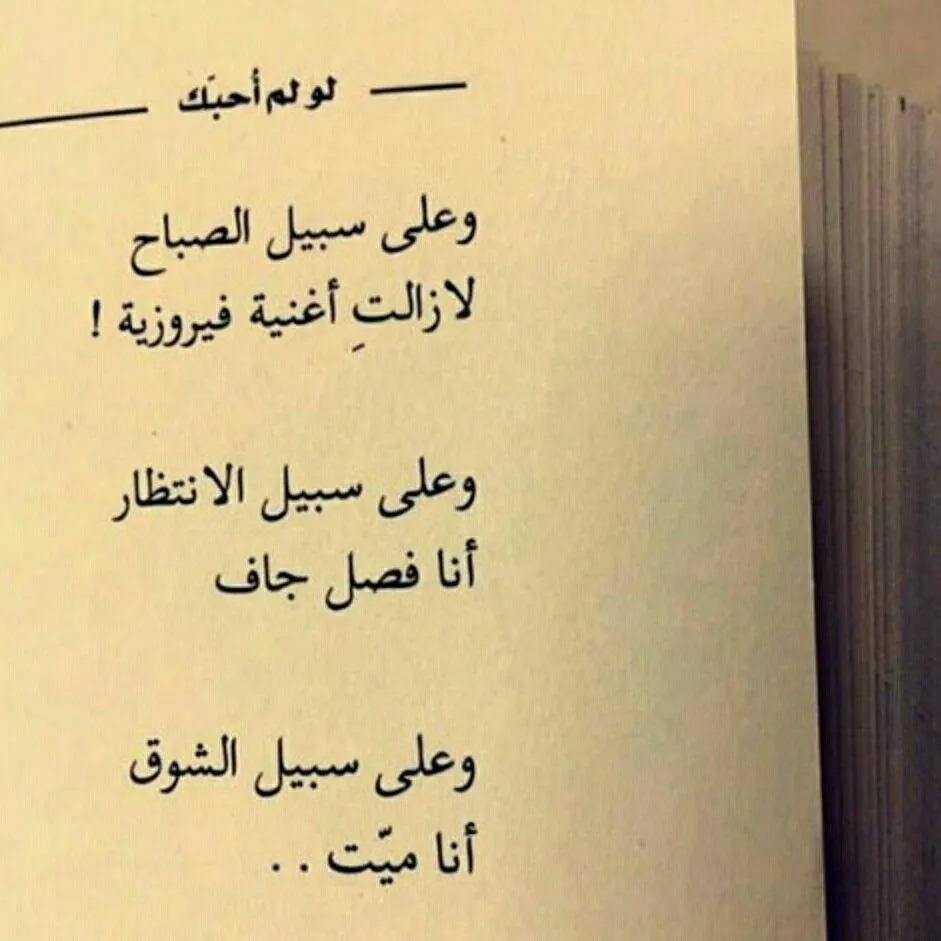 لو لم أحبَك
وعلى سبيل الصباح
لازالتِ أغنية فيروزية !
وعلى سبيل الانتظار
أنا فصل جاف
وعلى سبيل الشوق
أنا ميّت . .